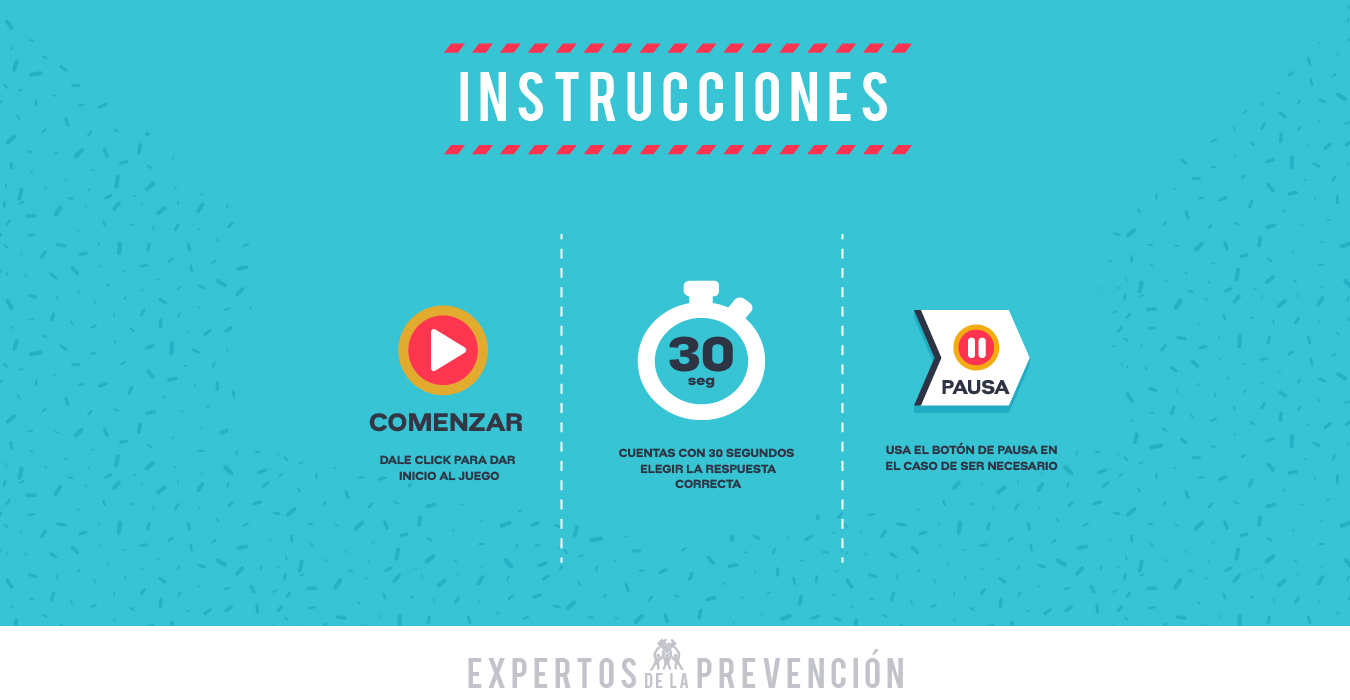 INSTRUCCIONES
30
seg
PAUSA
COMENZAR
DALE CLICK PARA DAR
INICIO AL JUEGO
CUENTAS CON 30 SEGUNDOS
ELEGIR LA RESPUESTA
CORRECTA
USA EL BOTÓN DE PAUSA EN
EL CASO DE SER NECESARIO
EXPERTOS DE LA PREVENCIÓN